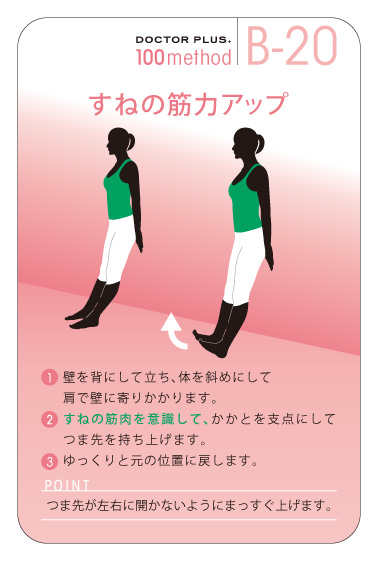 DOCTOR PLUS.
100method
B-20
すねの筋力アップ
1 壁を背にして立ち、体を斜めにして
肩で壁に寄りかかります。
2 すねの筋肉を意識して、かかとを支点にして
つま先を持ち上げます。
3 ゆっくりと元の位置に戻します。
POINT
つま先が左右に開かないようにまっすぐ上げます。